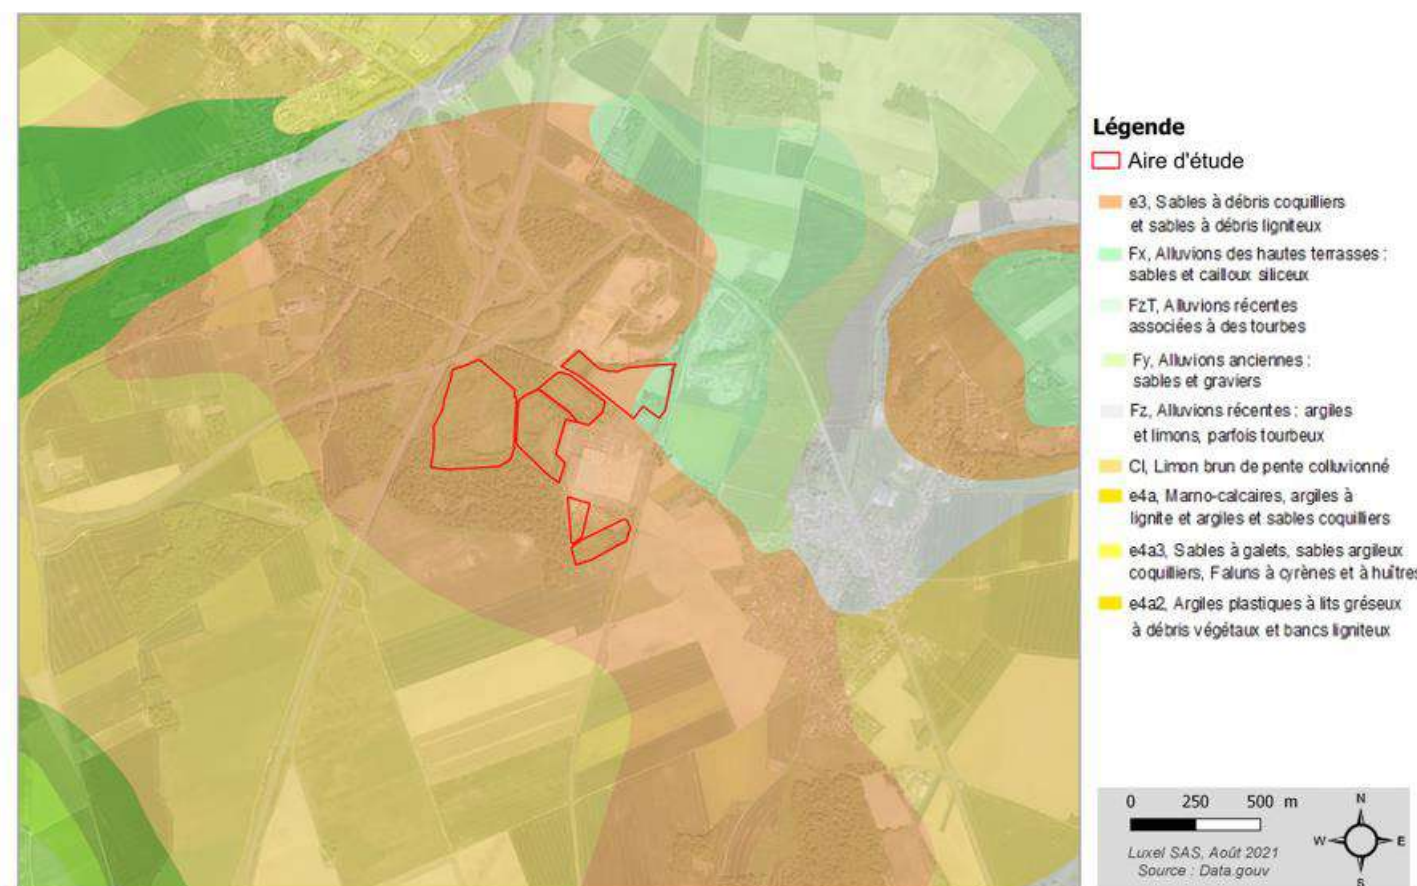 Légende
Aire d'étude
e3, Sables à débris coquilliers
et sables à débris ligniteux
Fx, Alluvions des hautes terrasses :
sables et cailloux siliceux
FzT, Alluvions récentes
associées à des tourbes
Fy, Alluvions anciennes :
sables et graviers
Fz, Alluvions récentes : argiles
et limons, parfois tourbeux
Cl, Limon brun de pente colluvionné
e4a, Marno-calcaires, argiles à
lignite et argiles et sables coquilliers
e4a3, Sables à galets, sables argileux
coquilliers, Faluns à cyrènes et à huîtres
e4a2, Argiles plastiques à lits gréseux
à débris végétaux et bancs ligniteux
0 250 500 m
N
W E
S
Luxel SAS, Août 2021
Source : Data.gouv